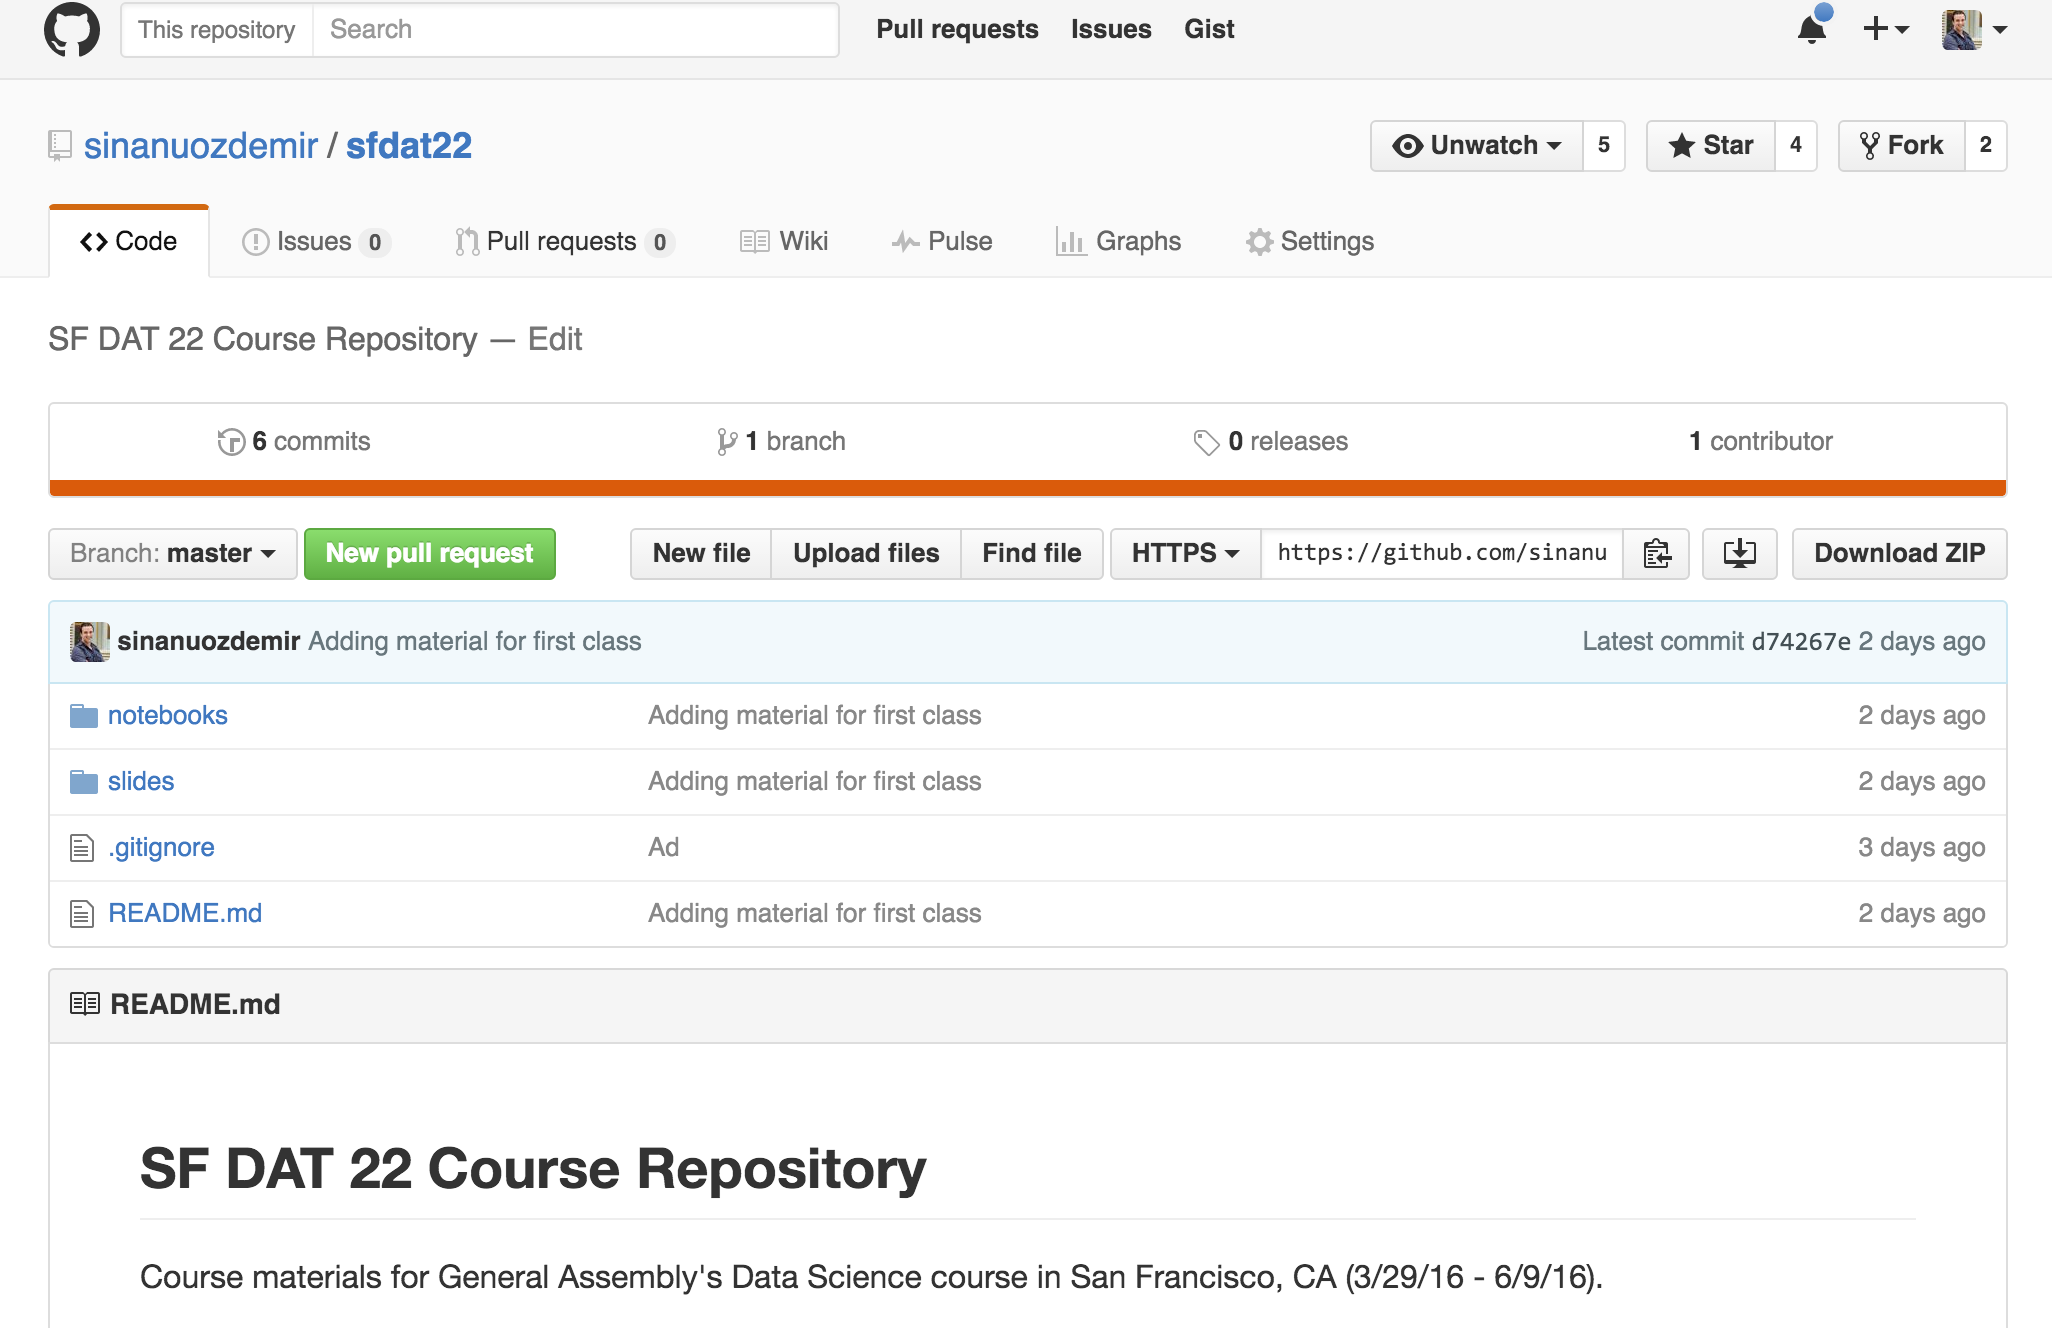 This repository Search Pull requests Issues Gist
sinanuozdemir / sfdat22 Unwatch 5 Star 4 Fork 2
Code Issues 0 Pull requests 0 Wiki Pulse Graphs Settings
SF DAT 22 Course Repository — Edit
6 commits 1 branch 0 releases 1 contributor
Branch: master New pull request New file Upload files Find file HTTPS https://github.com/sinanu Download ZIP
sinanuozdemir Adding material for first class Latest commit d74267e 2 days ago
notebooks Adding material for first class 2 days ago
slides Adding material for first class 2 days ago
.gitignore Ad 3 days ago
README.md Adding material for first class 2 days ago
README.md
SF DAT 22 Course Repository
Course materials for General Assembly's Data Science course in San Francisco, CA (3/29/16 - 6/9/16).